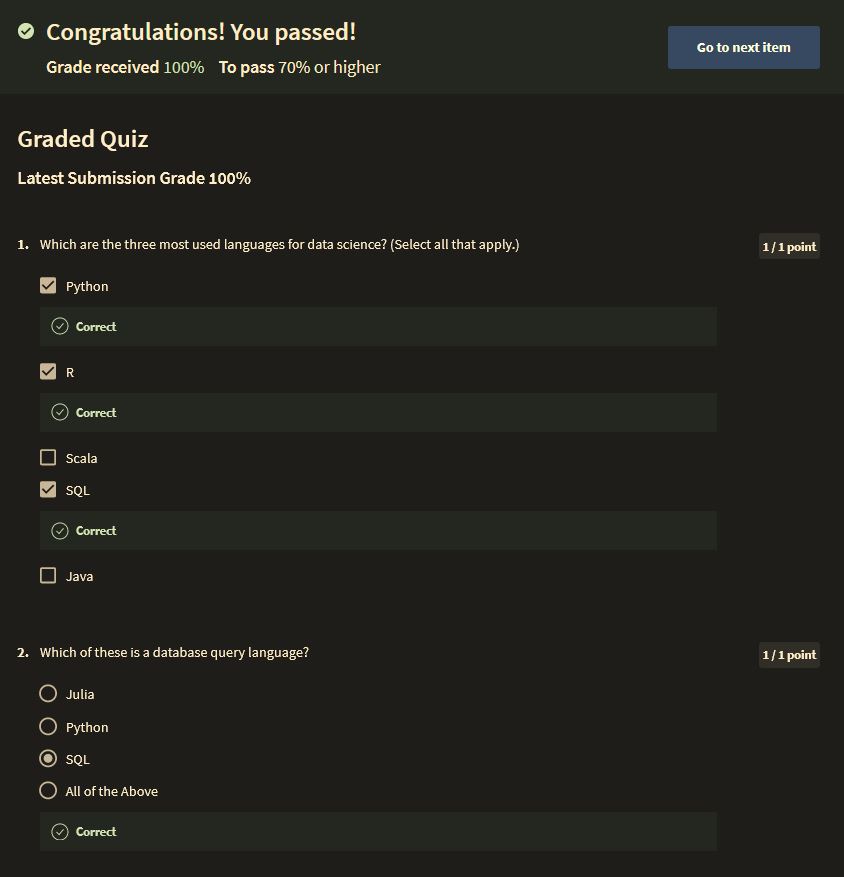 Congratulations! You passed!
Grade received 100% To pass 70% or higher
Go to next item
Graded Quiz
Latest Submission Grade 100%
1. Which are the three most used languages for data science? (Select all that apply.)
1 / 1 point
Python
Correct
R
Correct
Scala
SQL
Correct
Java
2. Which of these is a database query language?
1 / 1 point
Julia
Python
SQL
All of the Above
Correct